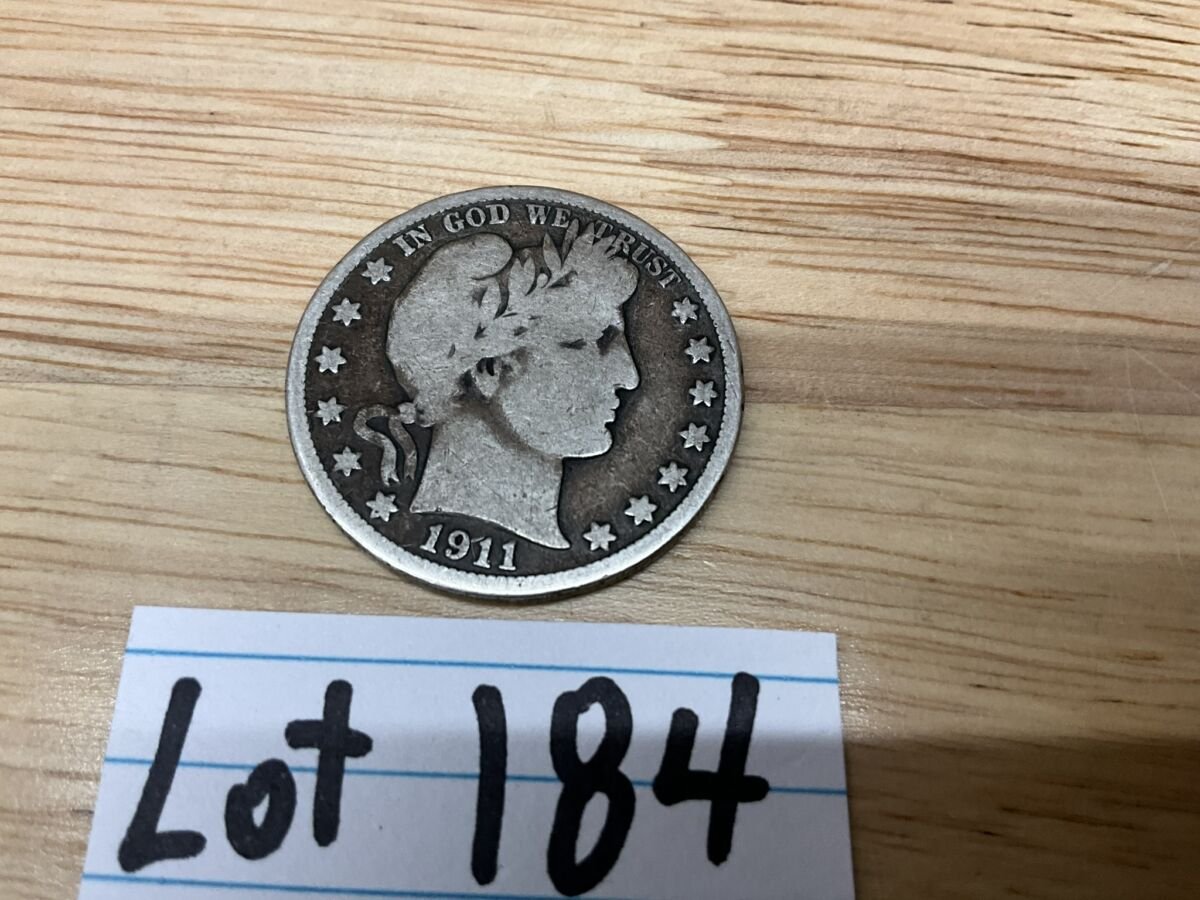 IN GOD WE TRUST
1911
Lot 184